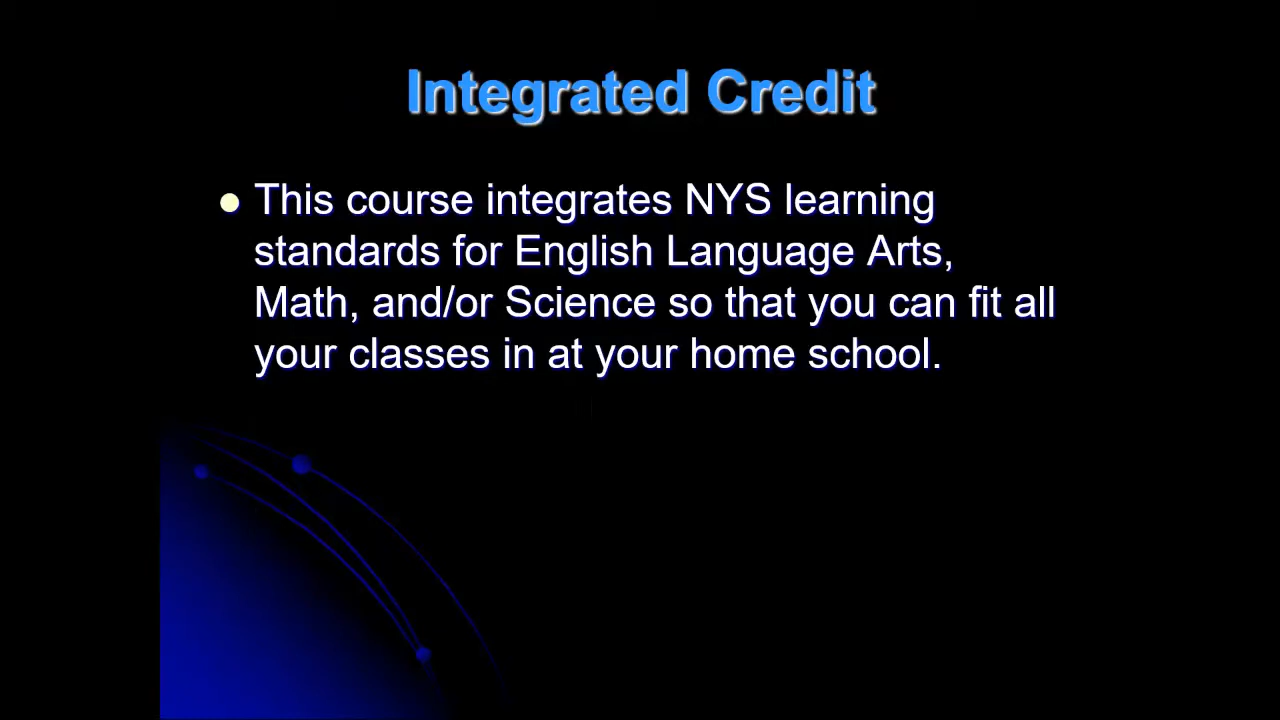 Integrated Credit
This course integrates NYS learning
standards for English Language Arts,
Math, and/or Science so that you can fit all
your classes in at your home school.